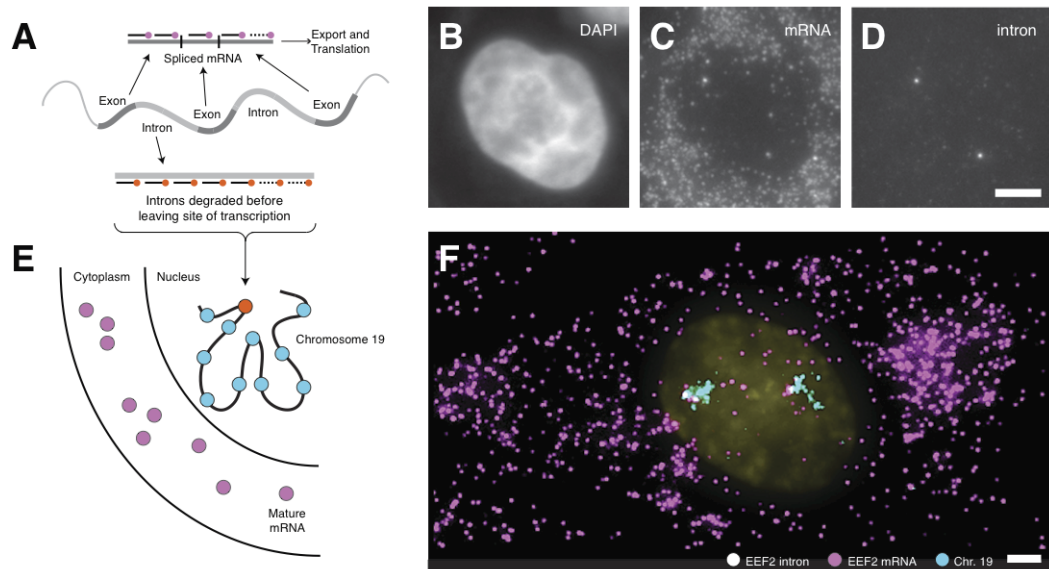 A
Export and
Translation
Spliced mRNA
Exon
Exon
Exon
Intron
Intron
Introns degraded before
leaving site of transcription
B
DAPI
C
mRNA
D
intron
E
Cytoplasm
Nucleus
Chromosome 19
Mature
mRNA
F
EEF2 intron
EEF2 mRNA
Chr. 19